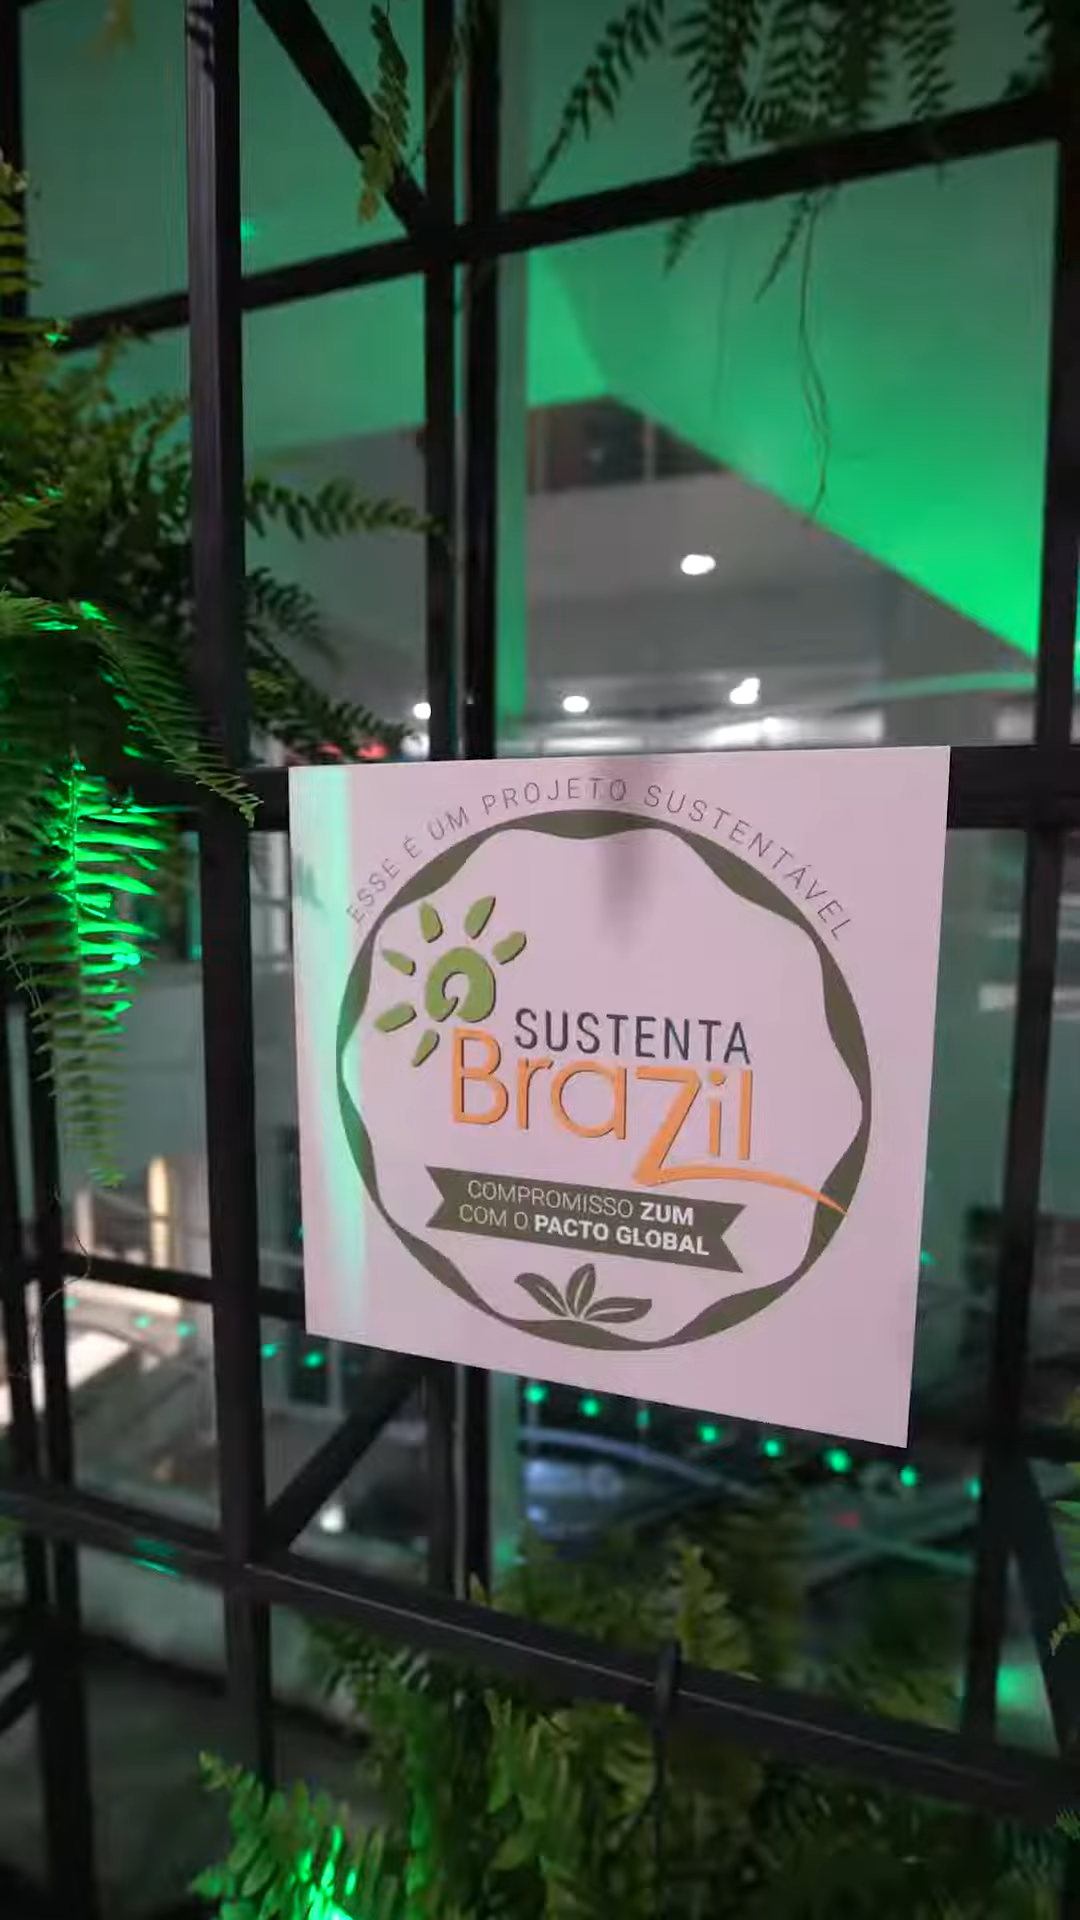 ESSE É UM PROJETO SUSTENTÁVEL
SUSTENTA
BraZil
COMPROMISSO ZUM
COM O PACTO GLOBAL